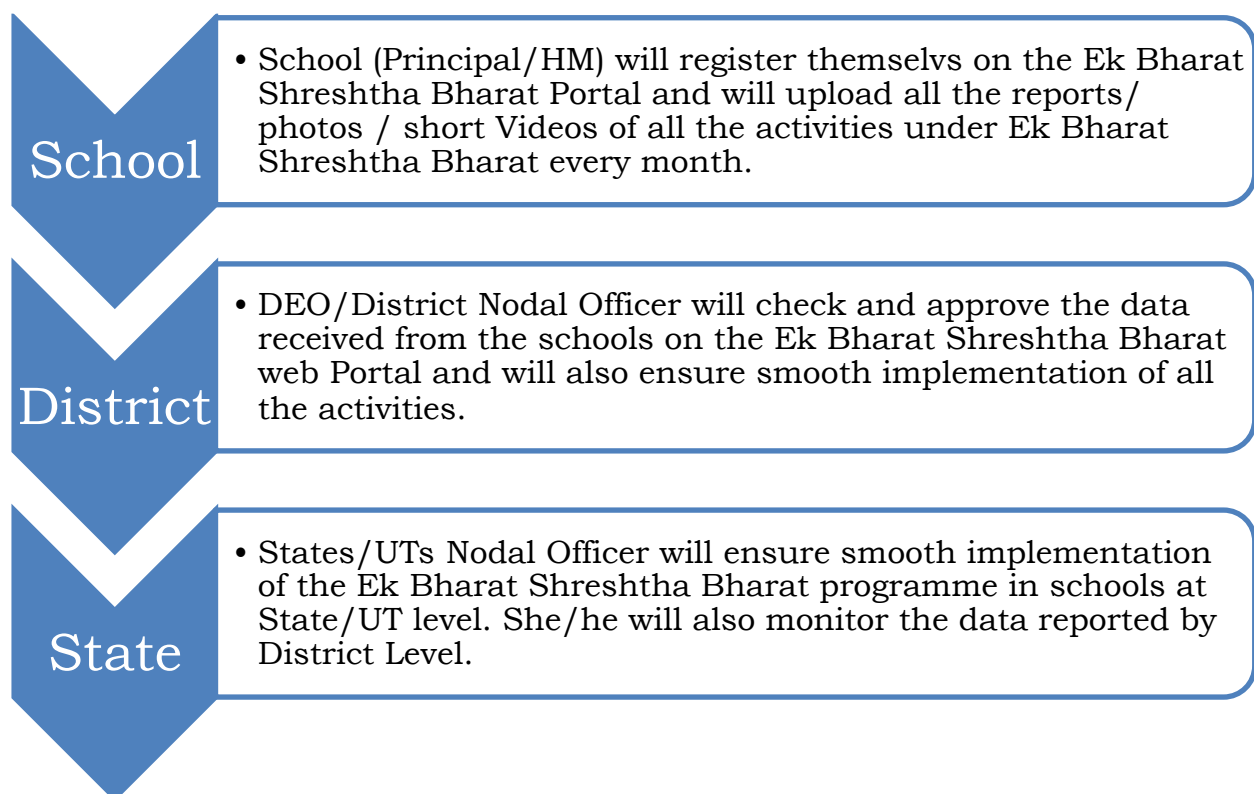 School
• School (Principal/HM) will register themselvs on the Ek Bharat
Shreshtha Bharat Portal and will upload all the reports/
photos / short Videos of all the activities under Ek Bharat
Shreshtha Bharat every month.
District
• DEO/District Nodal Officer will check and approve the data
received from the schools on the Ek Bharat Shreshtha Bharat
web Portal and will also ensure smooth implementation of all
the activities.
State
• States/UTs Nodal Officer will ensure smooth implementation
of the Ek Bharat Shreshtha Bharat programme in schools at
State/UT level. She/he will also monitor the data reported by
District Level.